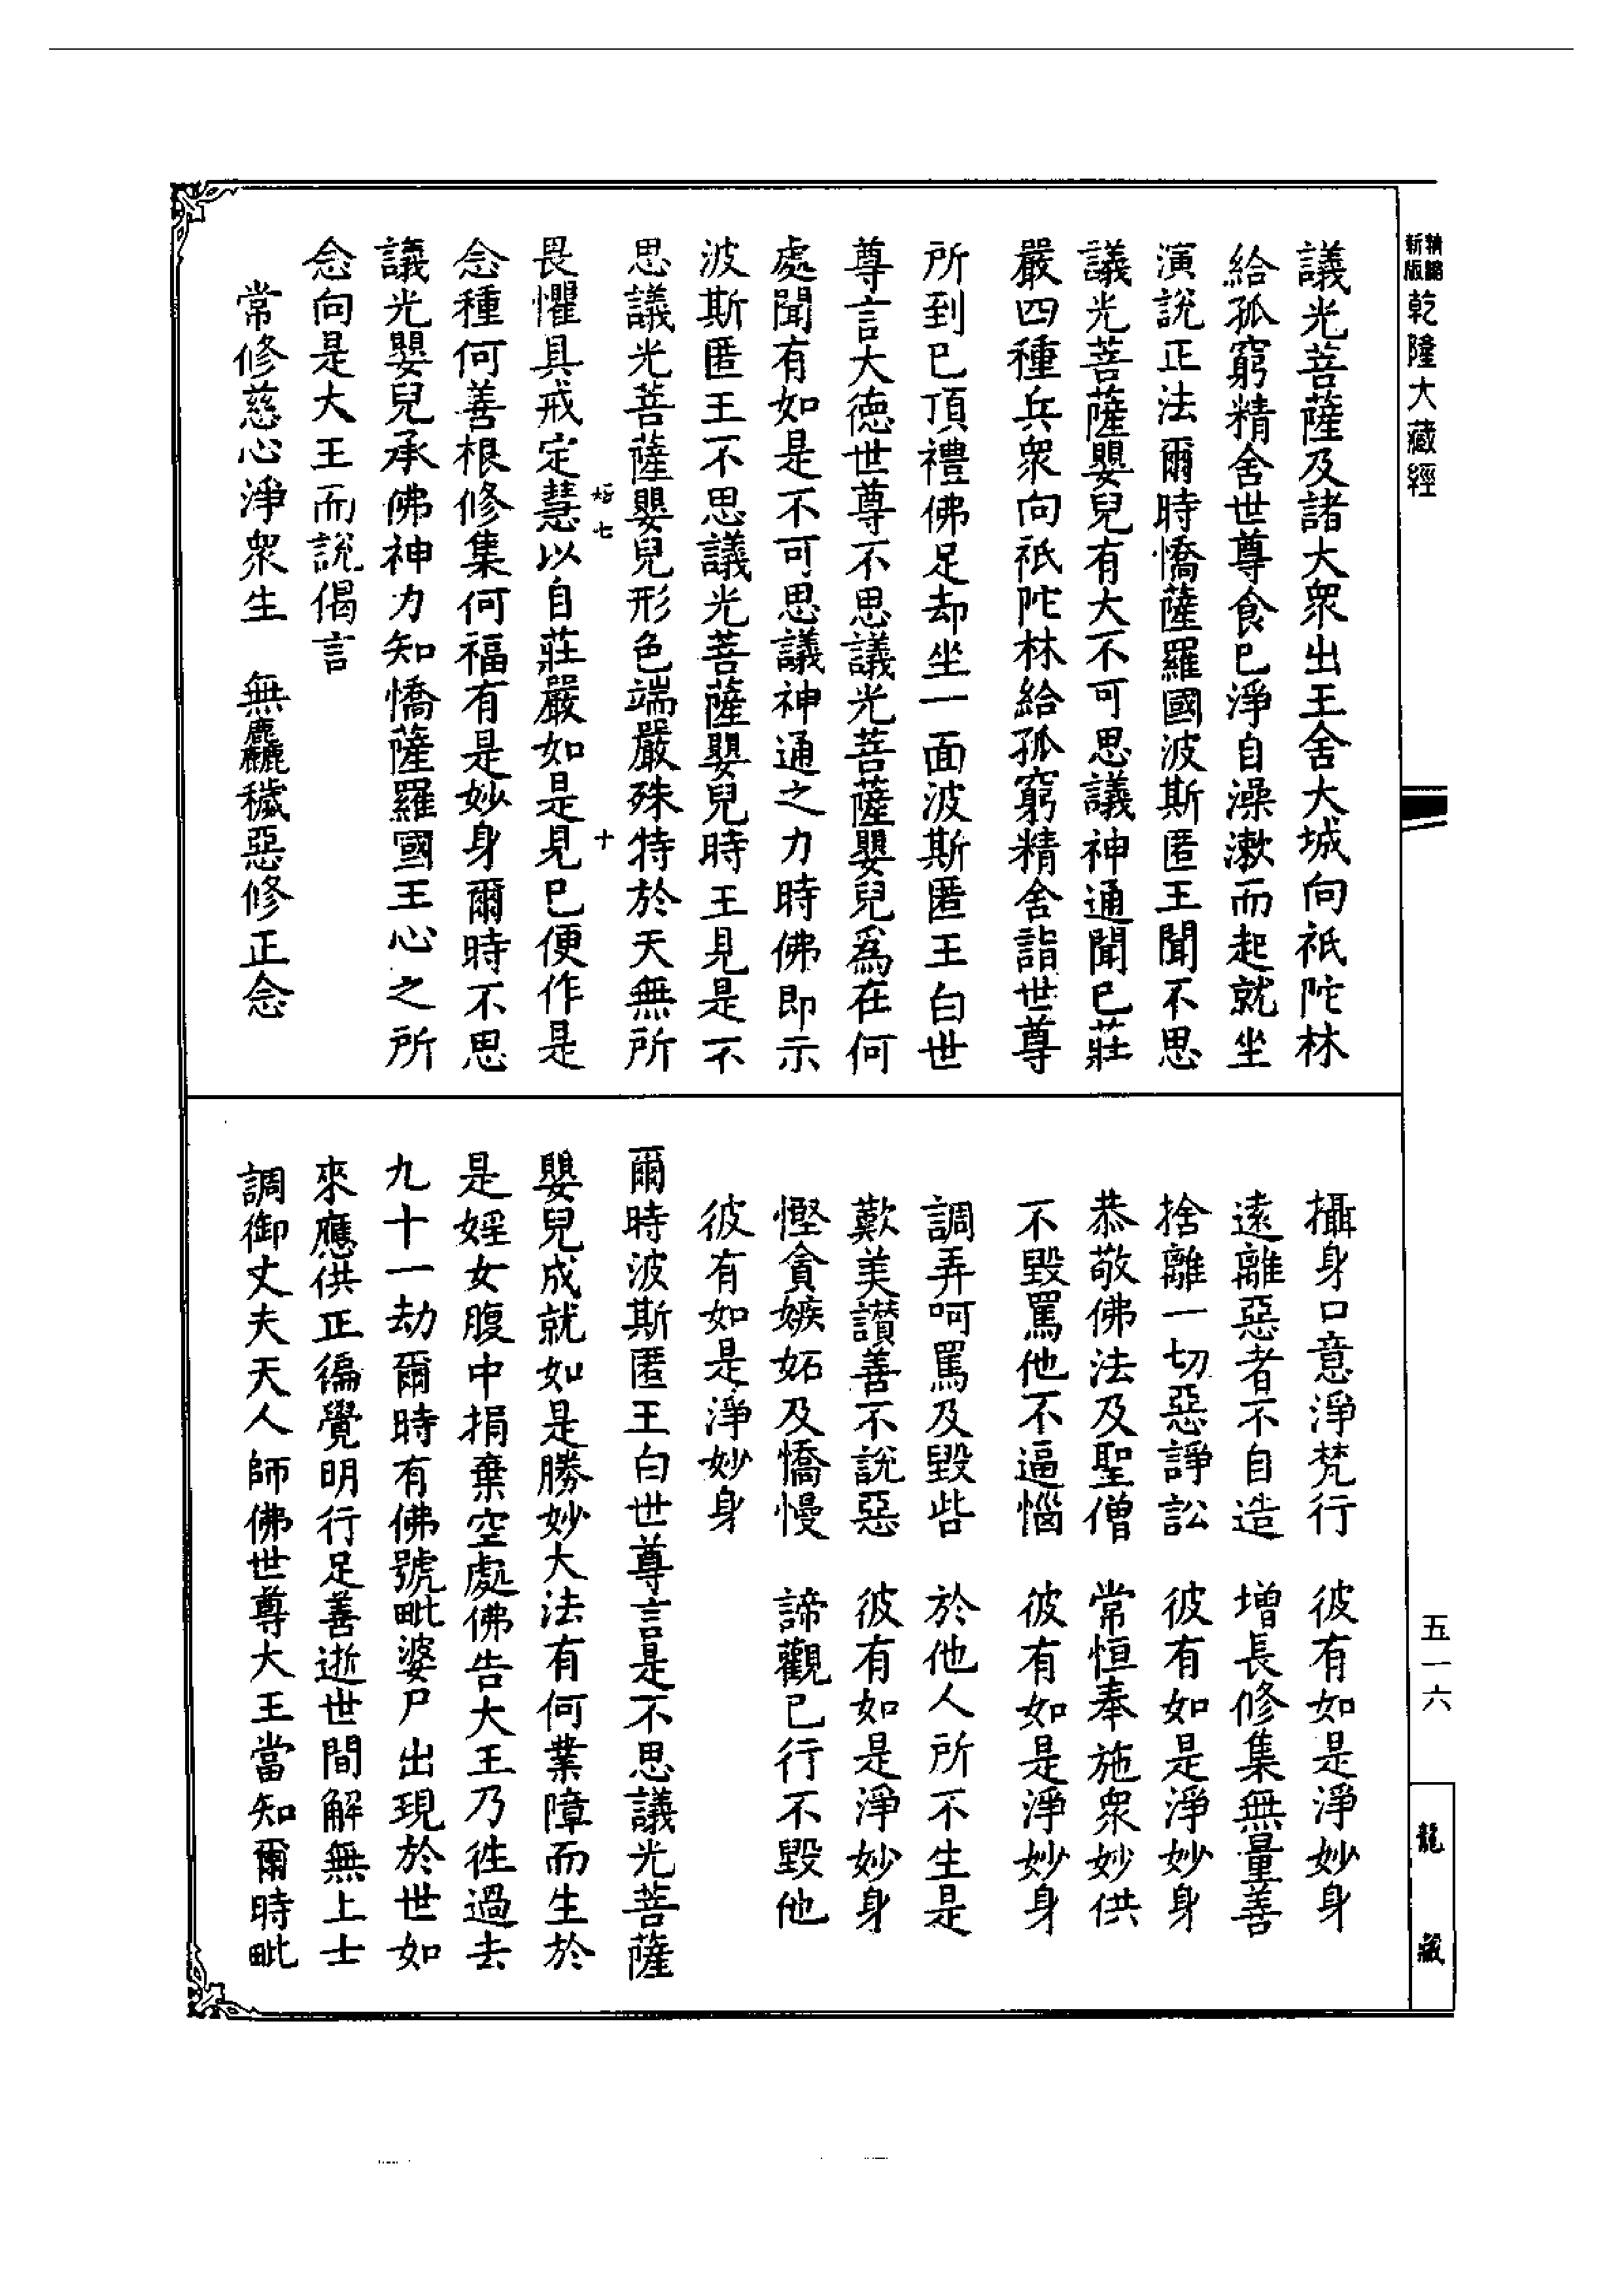 精縮新版
乾隆大藏經
議光菩薩及諸大眾出王舍大城向祇陀林
給孤窮精舍世尊食已淨自澡漱而起就坐
演說正法爾時憍薩羅國波斯匿王聞不思
議光菩薩嬰兒有大不可思議神通聞已莊
嚴四種兵眾向祇陀林給孤窮精舍詣世尊
所到已頂禮佛足却坐一面波斯匿王白世
尊言大德世尊不思議光菩薩嬰兒為在何
處聞有如是不可思議神通之力時佛即示
波斯匿王不思議光菩薩嬰兒時王見是不
思議光菩薩嬰兒形色端嚴殊特於天無所
七 十
畏懼具戒定慧以自莊嚴如是見已便作是
念種何善根修集何福有是妙身爾時不思
議光嬰兒承佛神力知憍薩羅國王心之所
念向是大王而說偈言
常修慈心淨眾生 無麤穢惡修正念
攝身口意淨梵行 彼有如是淨妙身
遠離惡者不自造 增長修集無量善
捨離一切惡諍訟 彼有如是淨妙身
恭敬佛法及聖僧 常恒奉施眾妙供
不毀罵他不逼惱 彼有如是淨妙身
調弄呵罵及毀呰 於他人所不生是
歎美讚善不說惡 彼有如是淨妙身
慳貪嫉妬及憍慢 諦觀已行不毀他
彼有如是淨妙身
爾時波斯匿王白世尊言是不思議光菩薩
嬰兒成就如是勝妙大法有何業障而生於
是婬女腹中捐棄空處佛告大王乃徃過去
九十一劫爾時有佛號毗婆尸出現於世如
來應供正徧覺明行足善逝世間解無上士
調御丈夫天人師佛世尊大王當知爾時毗
五一六
龍藏